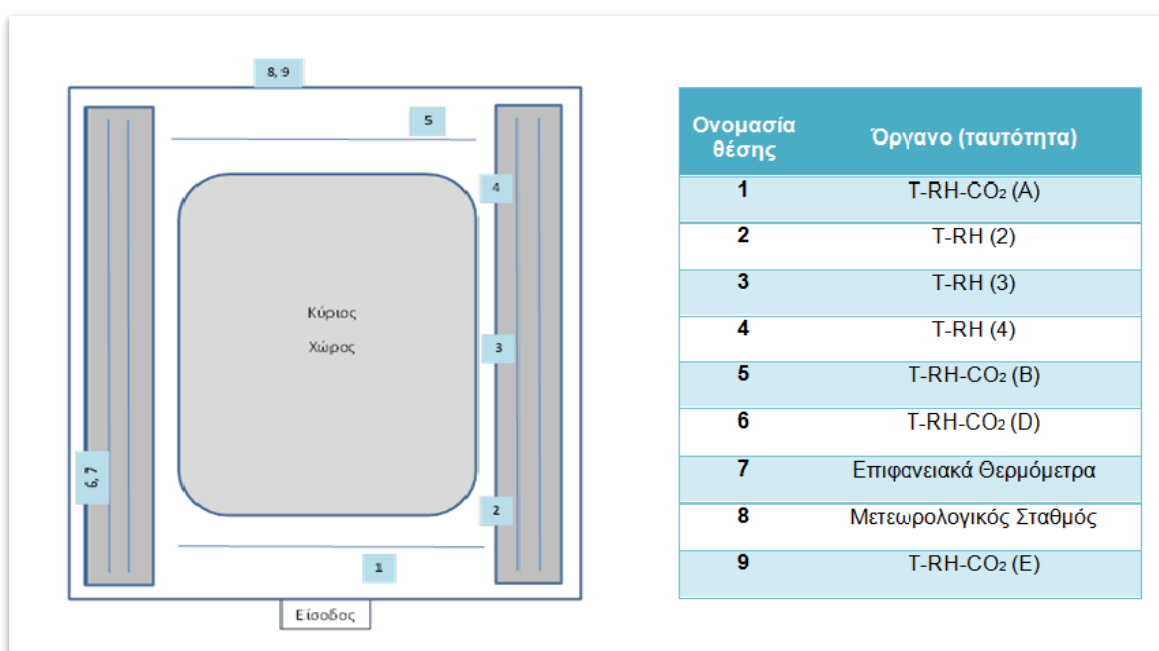 8, 9
5
4
Κύριος
Χώρος
3
6, 7
2
1
Είσοδος
Ονομασία θέσης Όργανο (ταυτότητα)
1 T-RH-CO₂ (A)
2 T-RH (2)
3 T-RH (3)
4 T-RH (4)
5 T-RH-CO₂ (B)
6 T-RH-CO₂ (D)
7 Επιφανειακά Θερμόμετρα
8 Μετεωρολογικός Σταθμός
9 T-RH-CO₂ (E)